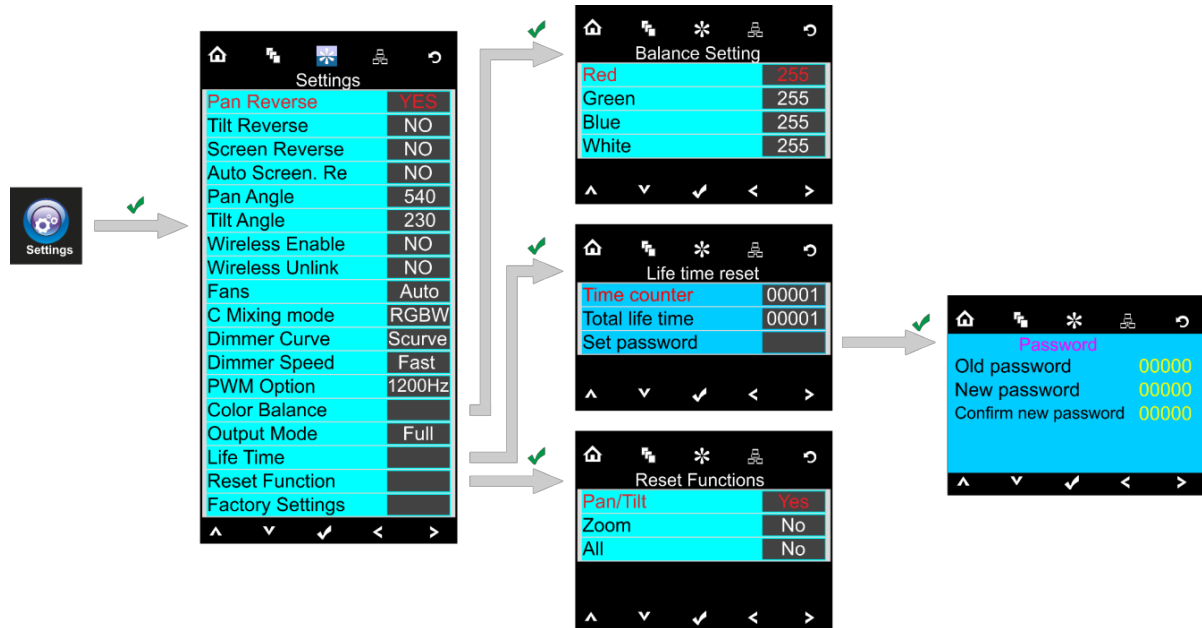 Settings
Settings
Pan Reverse YES
Tilt Reverse NO
Screen Reverse NO
Auto Screen. Re NO
Pan Angle 540
Tilt Angle 230
Wireless Enable NO
Wireless Unlink NO
Fans Auto
C Mixing mode RGBW
Dimmer Curve Scurve
Dimmer Speed Fast
PWM Option 1200Hz
Color Balance
Output Mode Full
Life Time
Reset Function
Factory Settings
Balance Setting
Red 255
Green 255
Blue 255
White 255
Life time reset
Time counter 00001
Total life time 00001
Set password
Reset Functions
Pan/Tilt Yes
Zoom No
All No
Password
Old password 00000
New password 00000
Confirm new password 00000